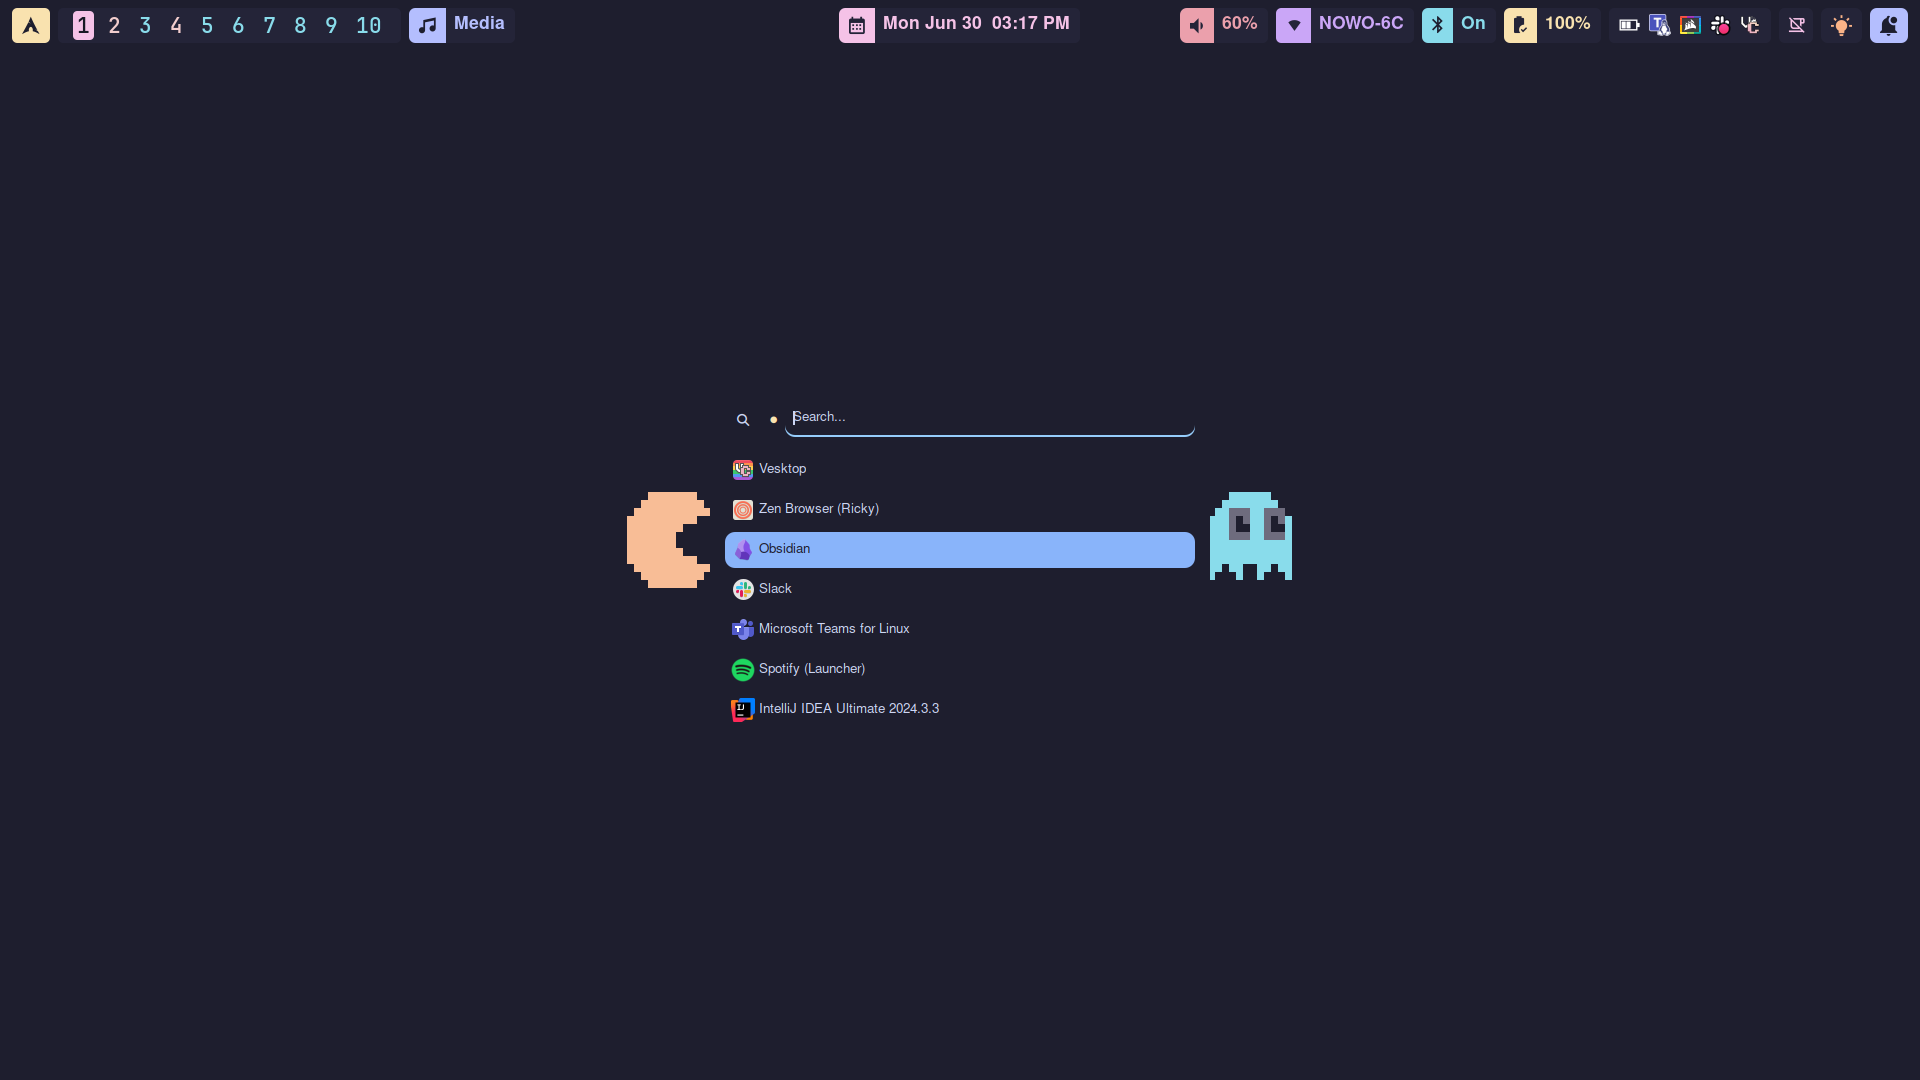 1 2 3 4 5 6 7 8 9 10 Media Mon Jun 30 03:17 PM 60% NOWO-6C On 100%
Search...
Vesktop
Zen Browser (Ricky)
Obsidian
Slack
Microsoft Teams for Linux
Spotify (Launcher)
IntelliJ IDEA Ultimate 2024.3.3